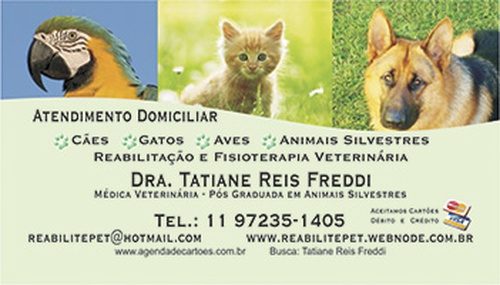 Atendimento Domiciliar
Cães Gatos Aves Animais Silvestres
Reabilitação e Fisioterapia Veterinária
Dra. Tatiane Reis Freddi
Médica Veterinária - Pós Graduada em Animais Silvestres
Tel.: 11 97235-1405
Aceitamos Cartões
Débito e Crédito
reabilitepet@hotmail.com www.reabilitepet.webnode.com.br
www.agendadecartoes.com.br Busca: Tatiane Reis Freddi